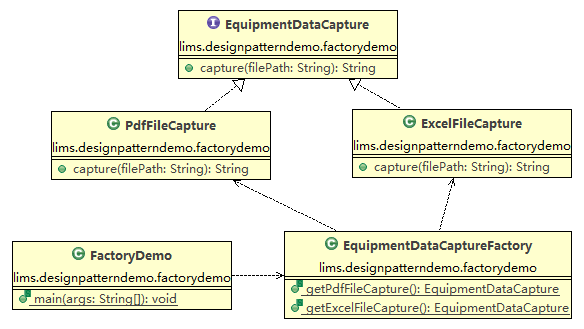 EquipmentDataCapture
lims.designpatterndemo.factorydemo
capture(filePath: String): String
PdfFileCapture
lims.designpatterndemo.factorydemo
capture(filePath: String): String
ExcelFileCapture
lims.designpatterndemo.factorydemo
capture(filePath: String): String
FactoryDemo
lims.designpatterndemo.factorydemo
main(args: String[]): void
EquipmentDataCaptureFactory
lims.designpatterndemo.factorydemo
getPdfFileCapture(): EquipmentDataCapture
getExcelFileCapture(): EquipmentDataCapture